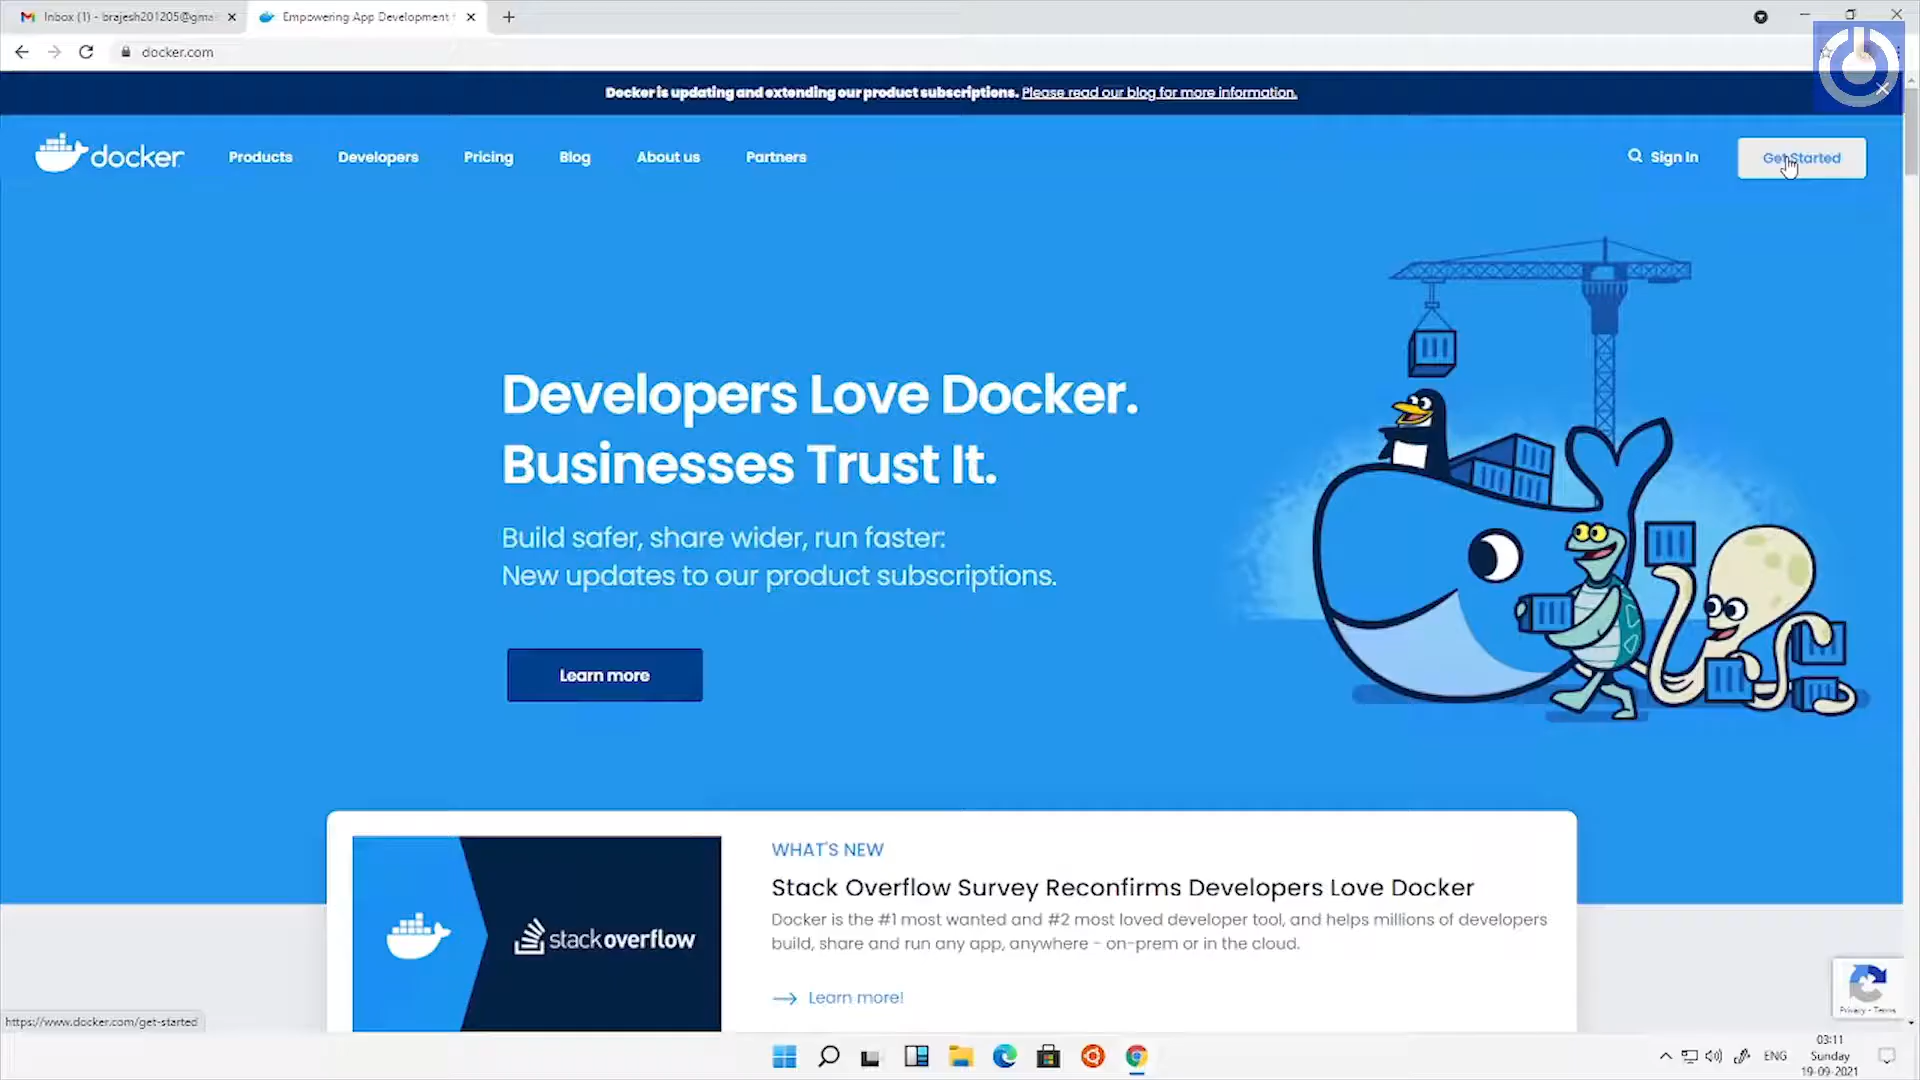 Inbox (1) - brajesh201205@gma
Empowering App Development
docker.com
Docker is updating and extending our product subscriptions. Please read our blog for more information.
docker
Products
Developers
Pricing
Blog
About us
Partners
Sign In
Get Started
Developers Love Docker.
Businesses Trust It.
Build safer, share wider, run faster:
New updates to our product subscriptions.
Learn more
WHAT'S NEW
Stack Overflow Survey Reconfirms Developers Love Docker
Docker is the #1 most wanted and #2 most loved developer tool, and helps millions of developers
build, share and run any app, anywhere - on-prem or in the cloud.
Learn more!
stackoverflow
Privacy - Terms
https://www.docker.com/get-started
ENG
03:11
Sunday
19-09-2021